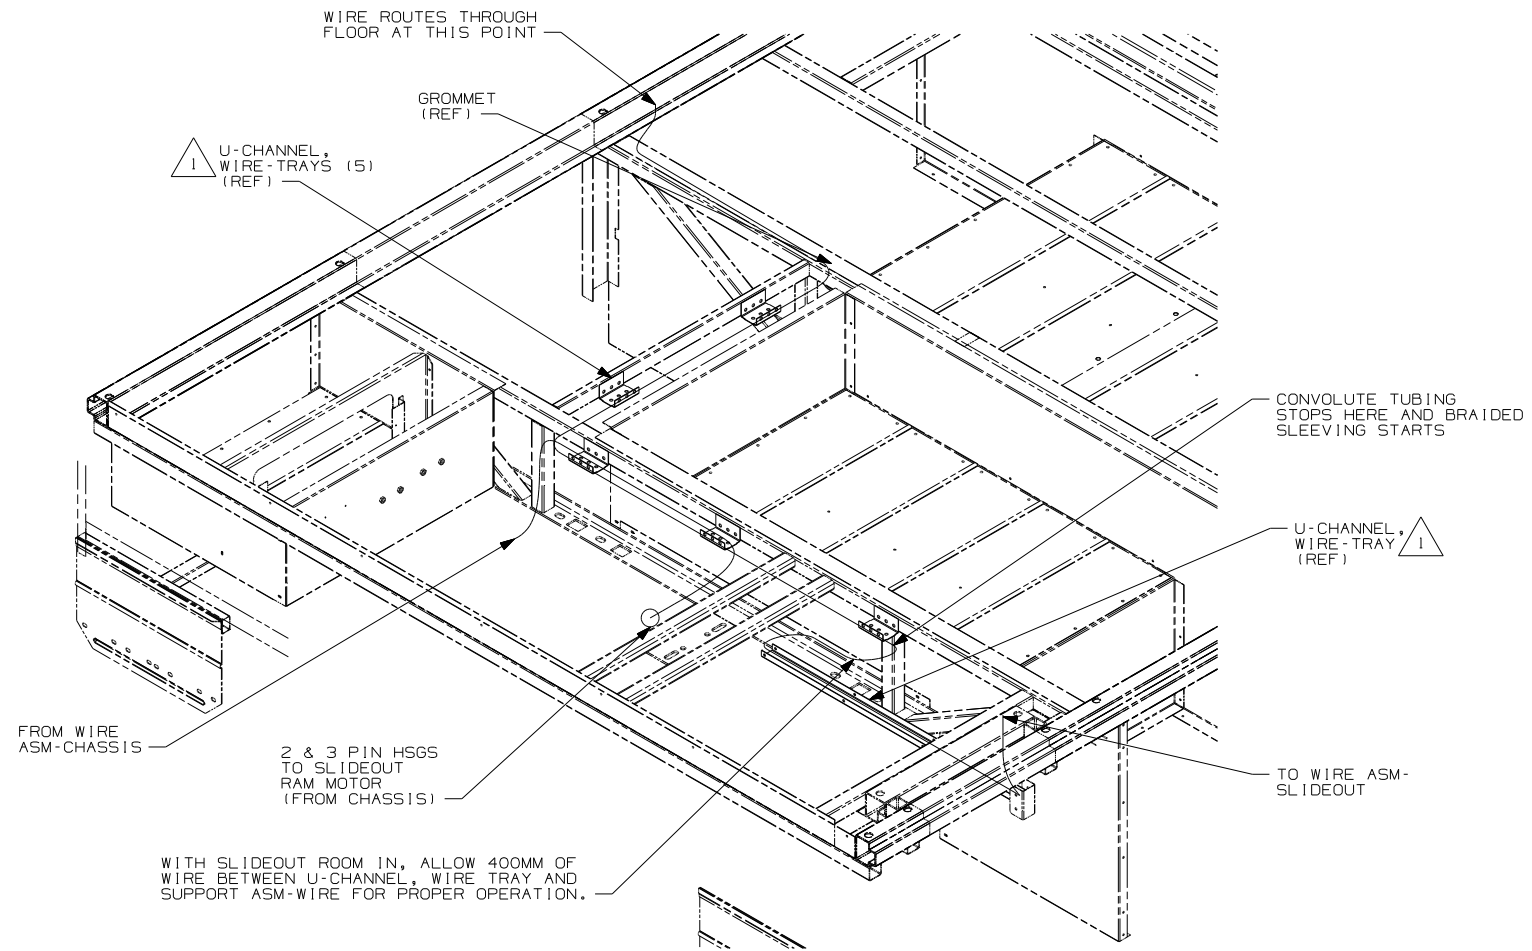 WIRE ROUTES THROUGH
FLOOR AT THIS POINT
GROMMET
(REF)
1
U-CHANNEL,
WIRE-TRAYS (5)
(REF)
CONVOLUTE TUBING
STOPS HERE AND BRAIDED
SLEEVING STARTS
U-CHANNEL,
WIRE-TRAY
(REF)
1
FROM WIRE
ASM-CHASSIS
2 & 3 PIN HSGS
TO SLIDEOUT
RAM MOTOR
(FROM CHASSIS)
TO WIRE ASM-
SLIDEOUT
WITH SLIDEOUT ROOM IN, ALLOW 400MM OF
WIRE BETWEEN U-CHANNEL, WIRE TRAY AND
SUPPORT ASM-WIRE FOR PROPER OPERATION.